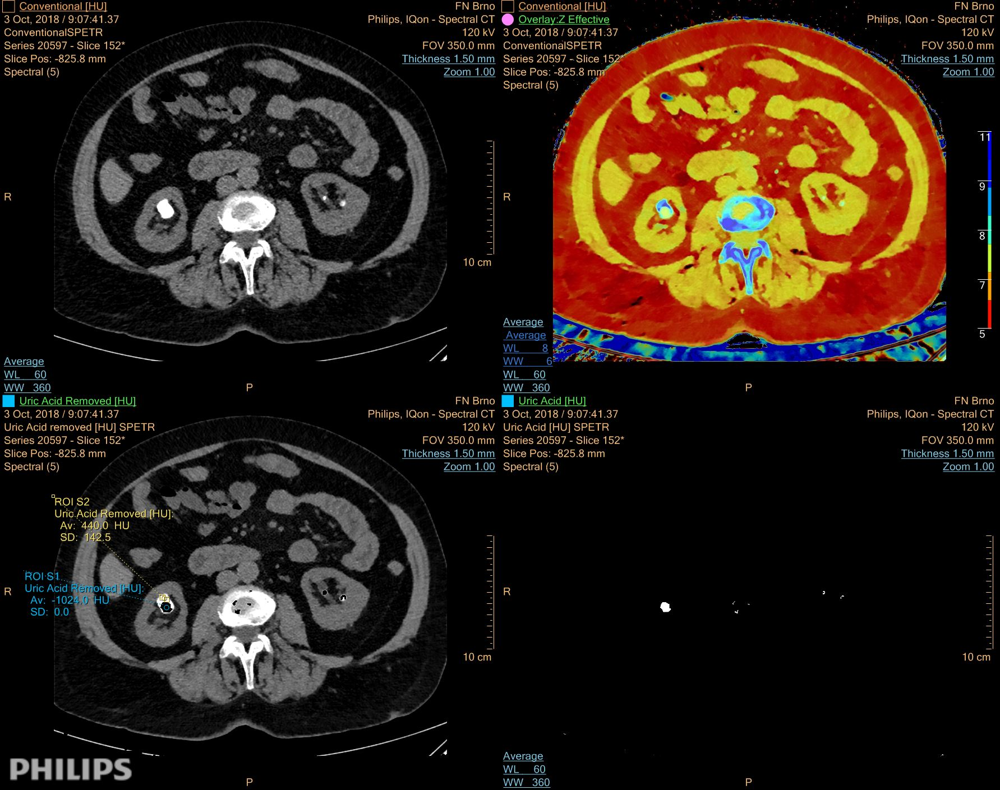 Conventional [HU]
3 Oct, 2018 / 9:07:41.37
ConventionalSPETR
Series 20597 - Slice 152*
Slice Pos: -825.8 mm
Spectral (5)
FN Brno
Philips, IQon - Spectral CT
120 kV
FOV 350.0 mm
Thickness 1.50 mm
Zoom 1.00
R
10 cm
Average
WL 60
WW 360
P
Conventional [HU]
Overlay:Z Effective
3 Oct, 2018 / 9:07:41.37
ConventionalSPETR
Series 20597 - Slice 152*
Slice Pos: -825.8 mm
Spectral (5)
FN Brno
Philips, IQon - Spectral CT
120 kV
FOV 350.0 mm
Thickness 1.50 mm
Zoom 1.00
R
11
9
8
7
5
Average
Average
WL 8
WW 6
WL 60
WW 360
P
Uric Acid Removed [HU]
3 Oct, 2018 / 9:07:41.37
Uric Acid removed [HU] SPETR
Series 20597 - Slice 152*
Slice Pos: -825.8 mm
Spectral (5)
FN Brno
Philips, IQon - Spectral CT
120 kV
FOV 350.0 mm
Thickness 1.50 mm
Zoom 1.00
ROI S2
Uric Acid Removed [HU]:
Av: 440.0 HU
SD: 142.5
ROI S1
Uric Acid Removed [HU]:
Av: -1024.0 HU
SD: 0.0
R
10 cm
PHILIPS
P
Uric Acid [HU]
3 Oct, 2018 / 9:07:41.37
Uric Acid [HU] SPETR
Series 20597 - Slice 152*
Slice Pos: -825.8 mm
Spectral (5)
FN Brno
Philips, IQon - Spectral CT
120 kV
FOV 350.0 mm
Thickness 1.50 mm
Zoom 1.00
R
10 cm
Average
WL 60
WW 360
P